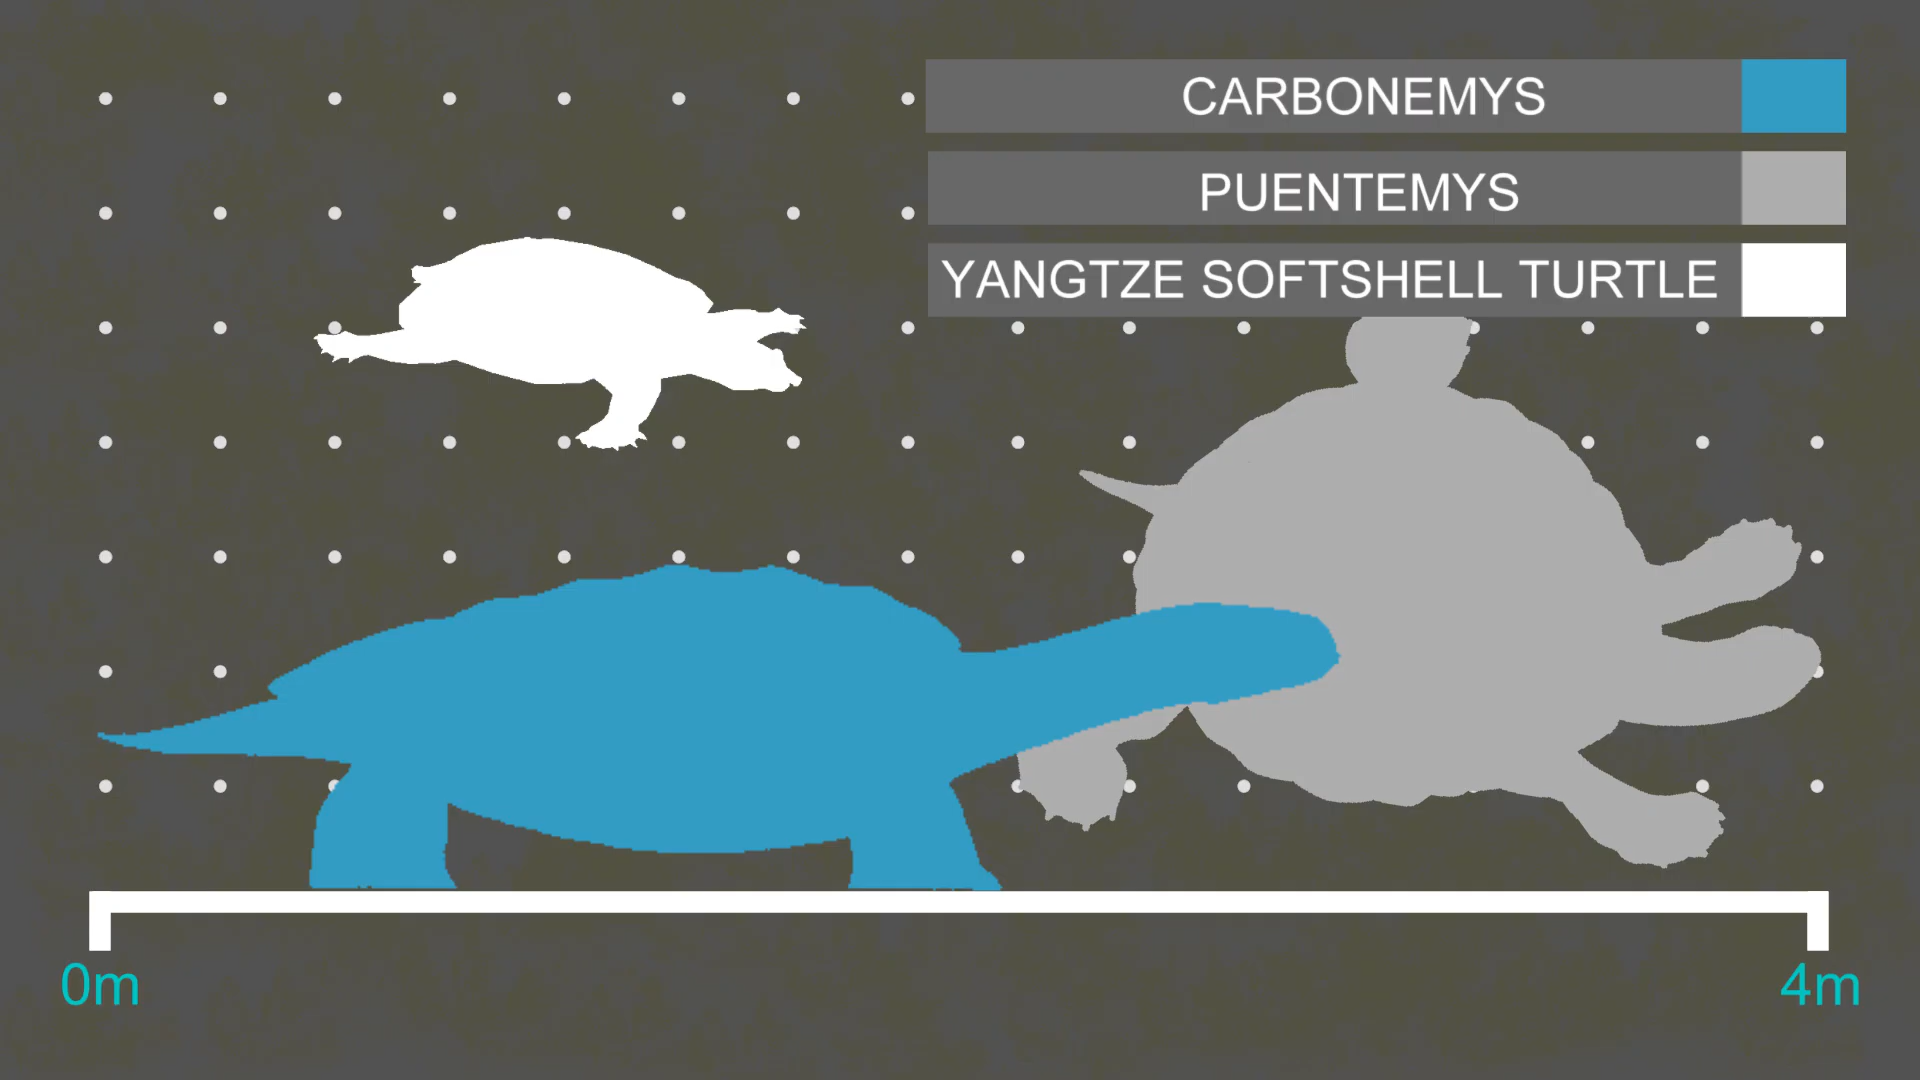 CARBONEMYS
PUENTEMYS
YANGTZE SOFTSHELL TURTLE
0m
4m